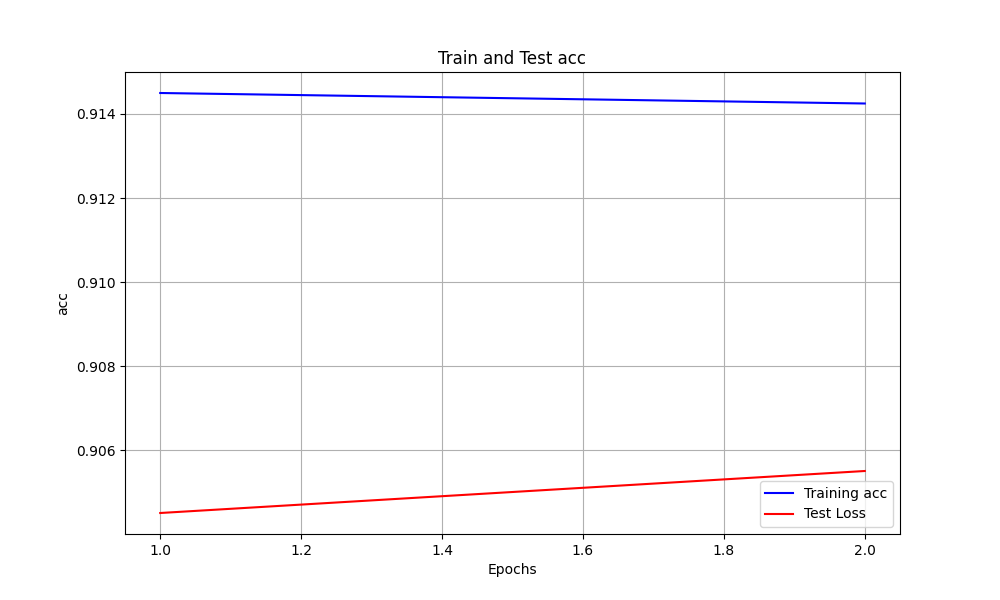 Train and Test acc
0.914
0.912
0.910
0.908
0.906
acc
Training acc
Test Loss
1.0 1.2 1.4 1.6 1.8 2.0
Epochs